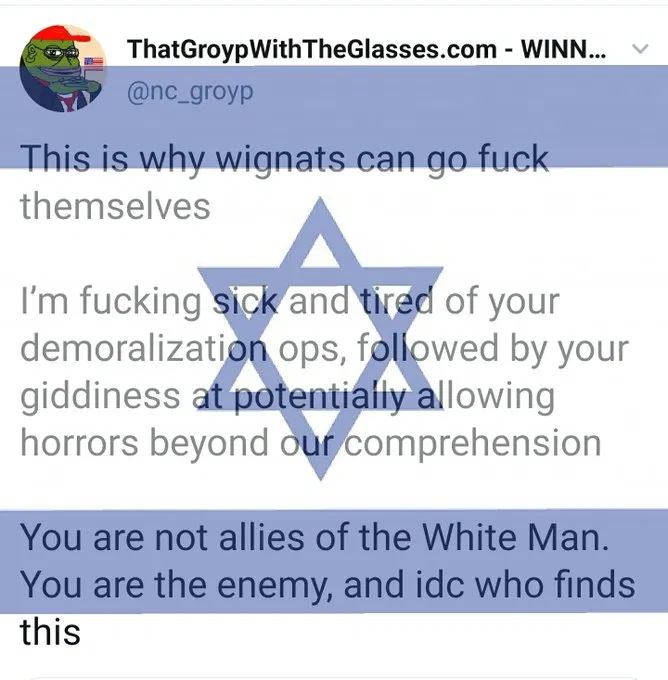 ThatGroypWithTheGlasses.com - WINN...
@nc_groyp
This is why wignats can go fuck
themselves
I'm fucking sick and tired of your
demoralization ops, followed by your
giddiness at potentially allowing
horrors beyond our comprehension
You are not allies of the White Man.
You are the enemy, and idc who finds
this